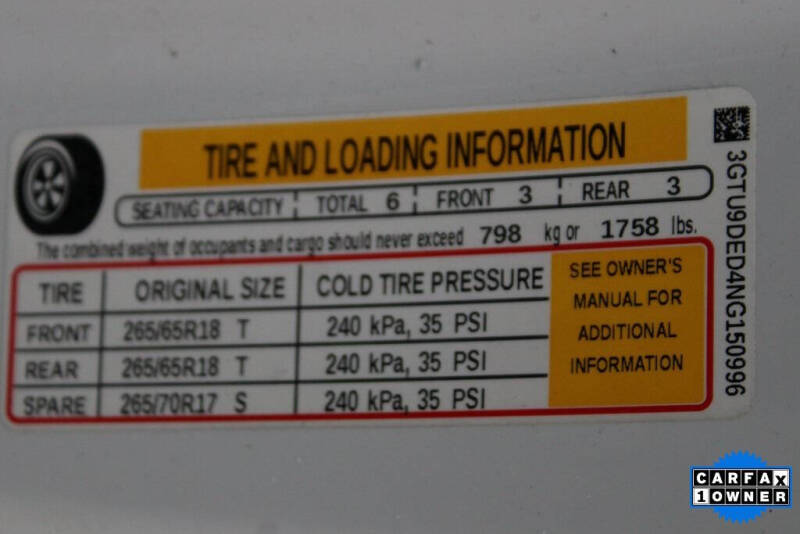 TIRE AND LOADING INFORMATION
SEATING CAPACITY TOTAL 6 FRONT 3 REAR 3
The combined weight of occupants and cargo should never exceed 798 kg or 1758 lbs.
TIRE ORIGINAL SIZE COLD TIRE PRESSURE
FRONT 265/65R18 T 240 kPa, 35 PSI
REAR 265/65R18 T 240 kPa, 35 PSI
SPARE 265/70R17 S 240 kPa, 35 PSI
SEE OWNER'S
MANUAL FOR
ADDITIONAL
INFORMATION
3GTU9DED4NG150996
CARFAX
1 OWNER